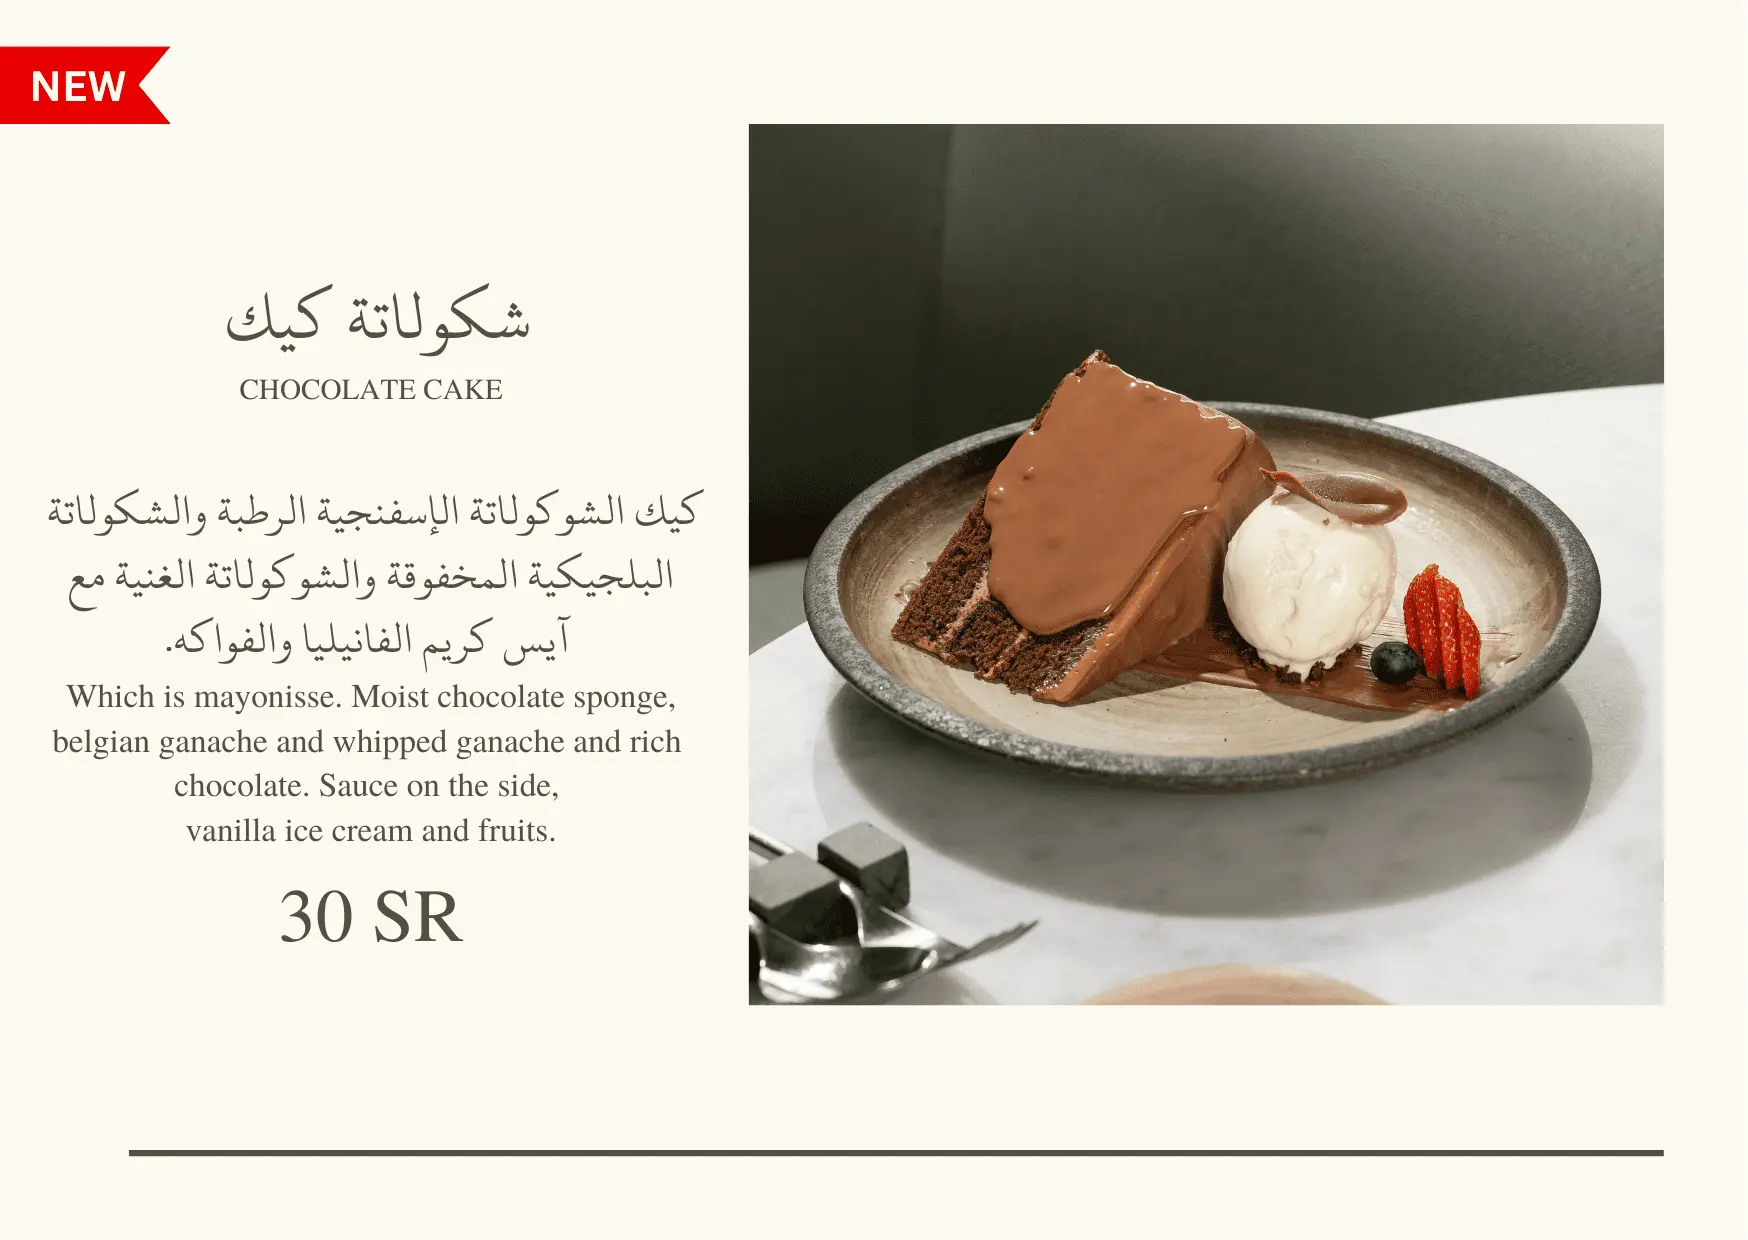 NEW
شكولاتة كيك
CHOCOLATE CAKE
كيك الشوكولاتة الإسفنجية الرطبة والشكولاتة
البلجيكية المخفوقة والشوكولاتة الغنية مع
آيس كريم الفانيليا والفواكه.
Which is mayonisse. Moist chocolate sponge,
belgian ganache and whipped ganache and rich
chocolate. Sauce on the side,
vanilla ice cream and fruits.
30 SR